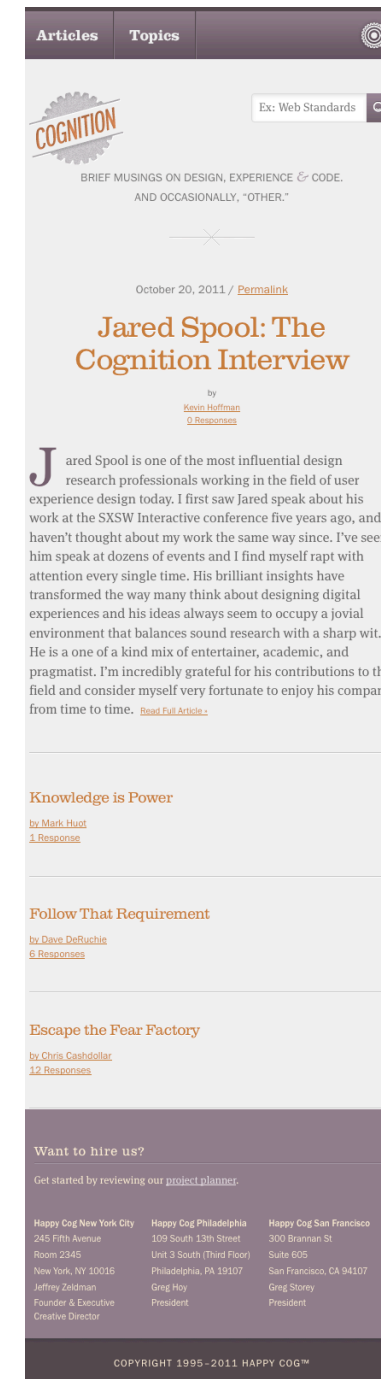 Articles Topics
COGNITION
Ex: Web Standards
BRIEF MUSINGS ON DESIGN, EXPERIENCE & CODE.
AND OCCASIONALLY, “OTHER.”
October 20, 2011 / Permalink
Jared Spool: The
Cognition Interview
by
Kevin Hoffman
0 Responses
Jared Spool is one of the most influential design
research professionals working in the field of user
experience design today. I first saw Jared speak about his
work at the SXSW Interactive conference five years ago, and
haven’t thought about my work the same way since. I’ve see
him speak at dozens of events and I find myself rapt with
attention every single time. His brilliant insights have
transformed the way many think about designing digital
experiences and his ideas always seem to occupy a jovial
environment that balances sound research with a sharp wit.
He is a one of a kind mix of entertainer, academic, and
pragmatist. I’m incredibly grateful for his contributions to th
field and consider myself very fortunate to enjoy his compan
from time to time. Read Full Article ›
Knowledge is Power
by Mark Huot
1 Response
Follow That Requirement
by Dave DeRuchie
6 Responses
Escape the Fear Factory
by Chris Cashdollar
12 Responses
Want to hire us?
Get started by reviewing our project planner.
Happy Cog New York City
245 Fifth Avenue
Room 2345
New York, NY 10016
Jeffrey Zeldman
Founder & Executive
Creative Director
Happy Cog Philadelphia
109 South 13th Street
Unit 3 South (Third Floor)
Philadelphia, PA 19107
Greg Hoy
President
Happy Cog San Francisco
300 Brannan St
Suite 605
San Francisco, CA 94107
Greg Storey
President
COPYRIGHT 1995–2011 HAPPY COG™